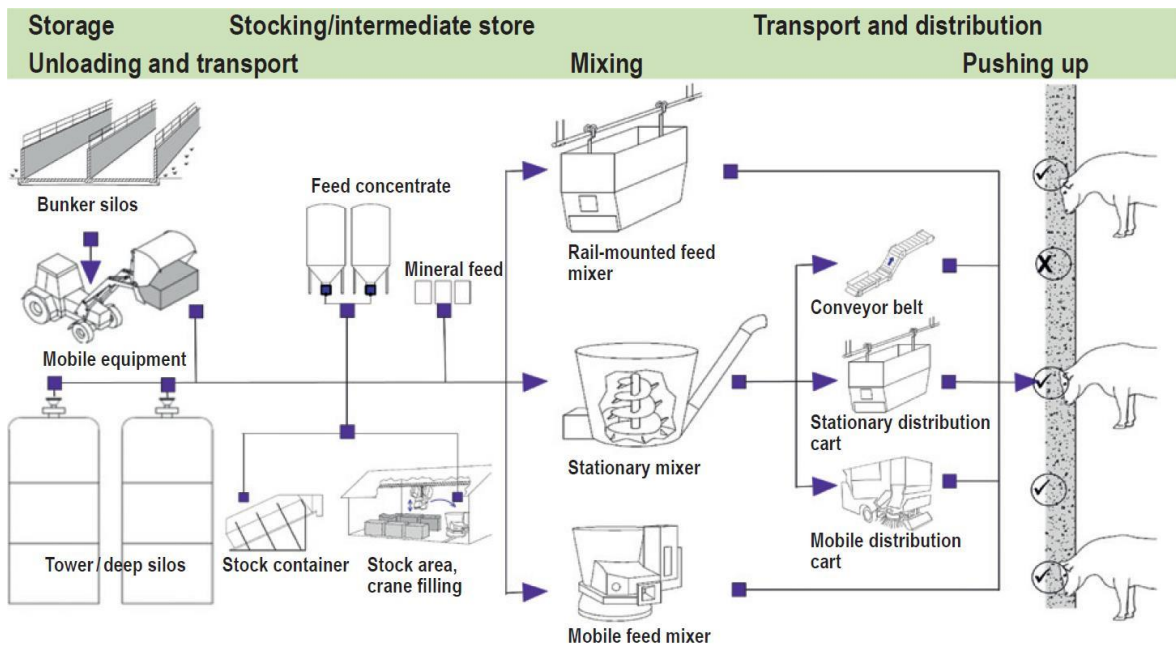 Storage
Stocking/intermediate store
Transport and distribution
Unloading and transport
Mixing
Pushing up
Bunker silos
Mobile equipment
Tower/deep silos
Feed concentrate
Mineral feed
Stock container
Stock area,
crane filling
Rail-mounted feed
mixer
Stationary mixer
Mobile feed mixer
Conveyor belt
Stationary distribution
cart
Mobile distribution
cart